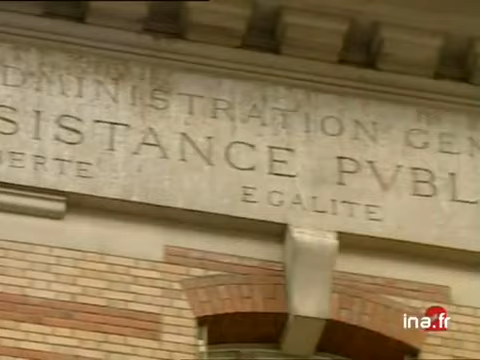 DMINISTRATION GEN
SISTANCE PVBL
BERTE EGALITE
ina.fr